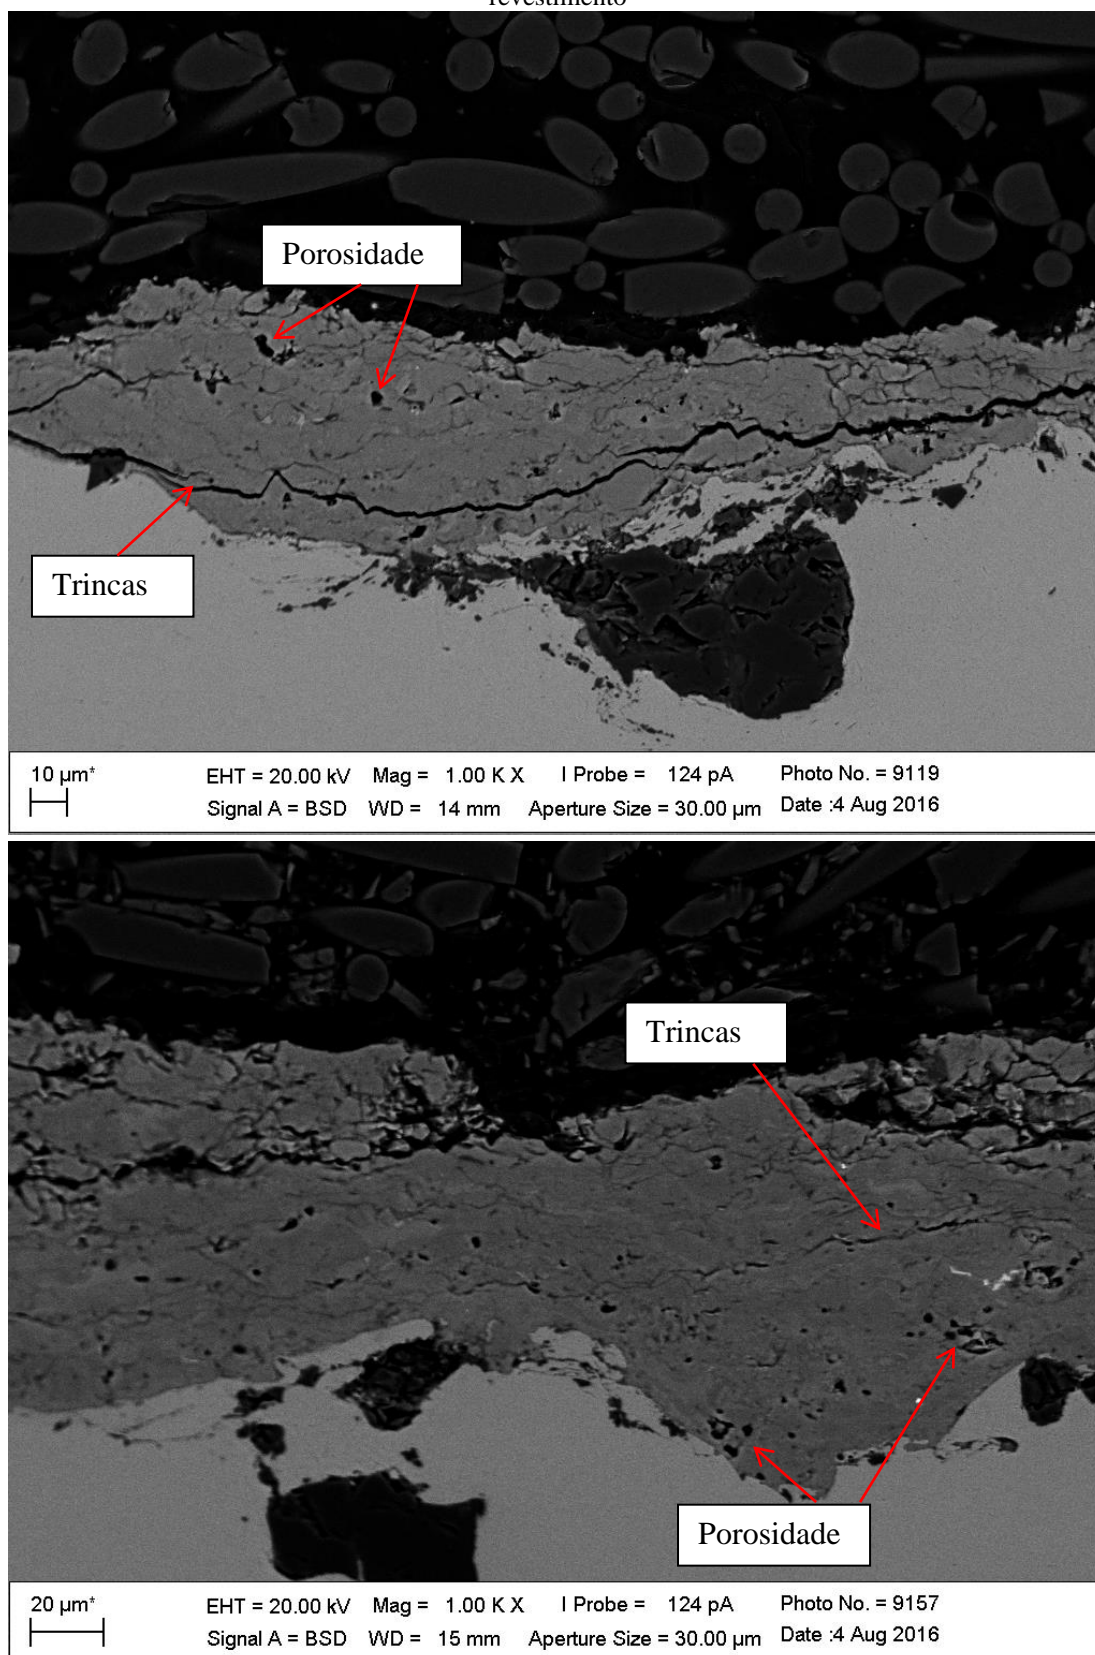 revestimento
Porosidade
Trincas
10 µm*
EHT = 20.00 kV Mag = 1.00 K X I Probe = 124 pA Photo No. = 9119
Signal A = BSD WD = 14 mm Aperture Size = 30.00 µm Date :4 Aug 2016
Trincas
Porosidade
20 µm*
EHT = 20.00 kV Mag = 1.00 K X I Probe = 124 pA Photo No. = 9157
Signal A = BSD WD = 15 mm Aperture Size = 30.00 µm Date :4 Aug 2016